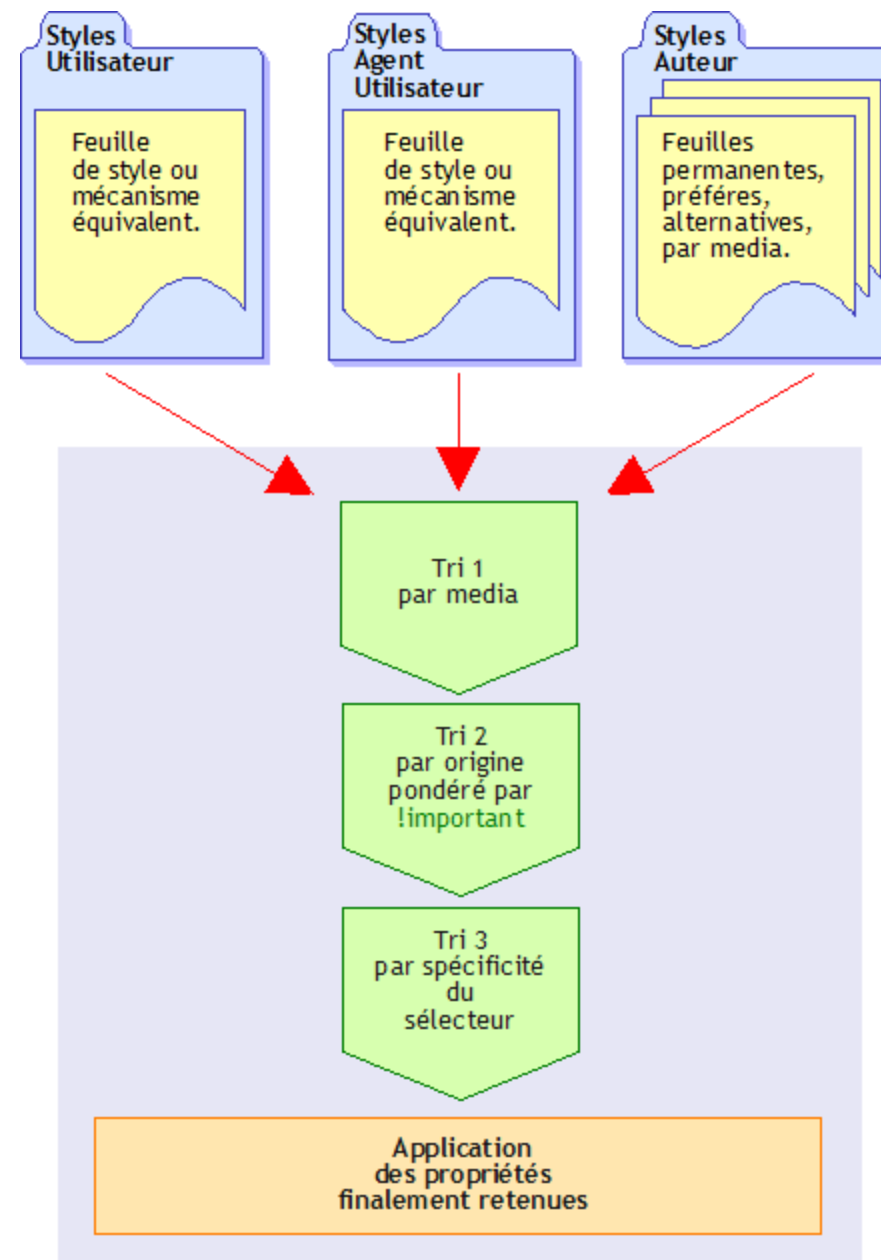 Styles
Utilisateur
Feuille
de style ou
mécanisme
équivalent.
Styles
Agent
Utilisateur
Feuille
de style ou
mécanisme
équivalent.
Styles
Auteur
Feuilles
permanentes,
préféres,
alternatives,
par media.
Tri 1
par media
Tri 2
par origine
pondéré par
!important
Tri 3
par spécificité
du
sélecteur
Application
des propriétés
finalement retenues